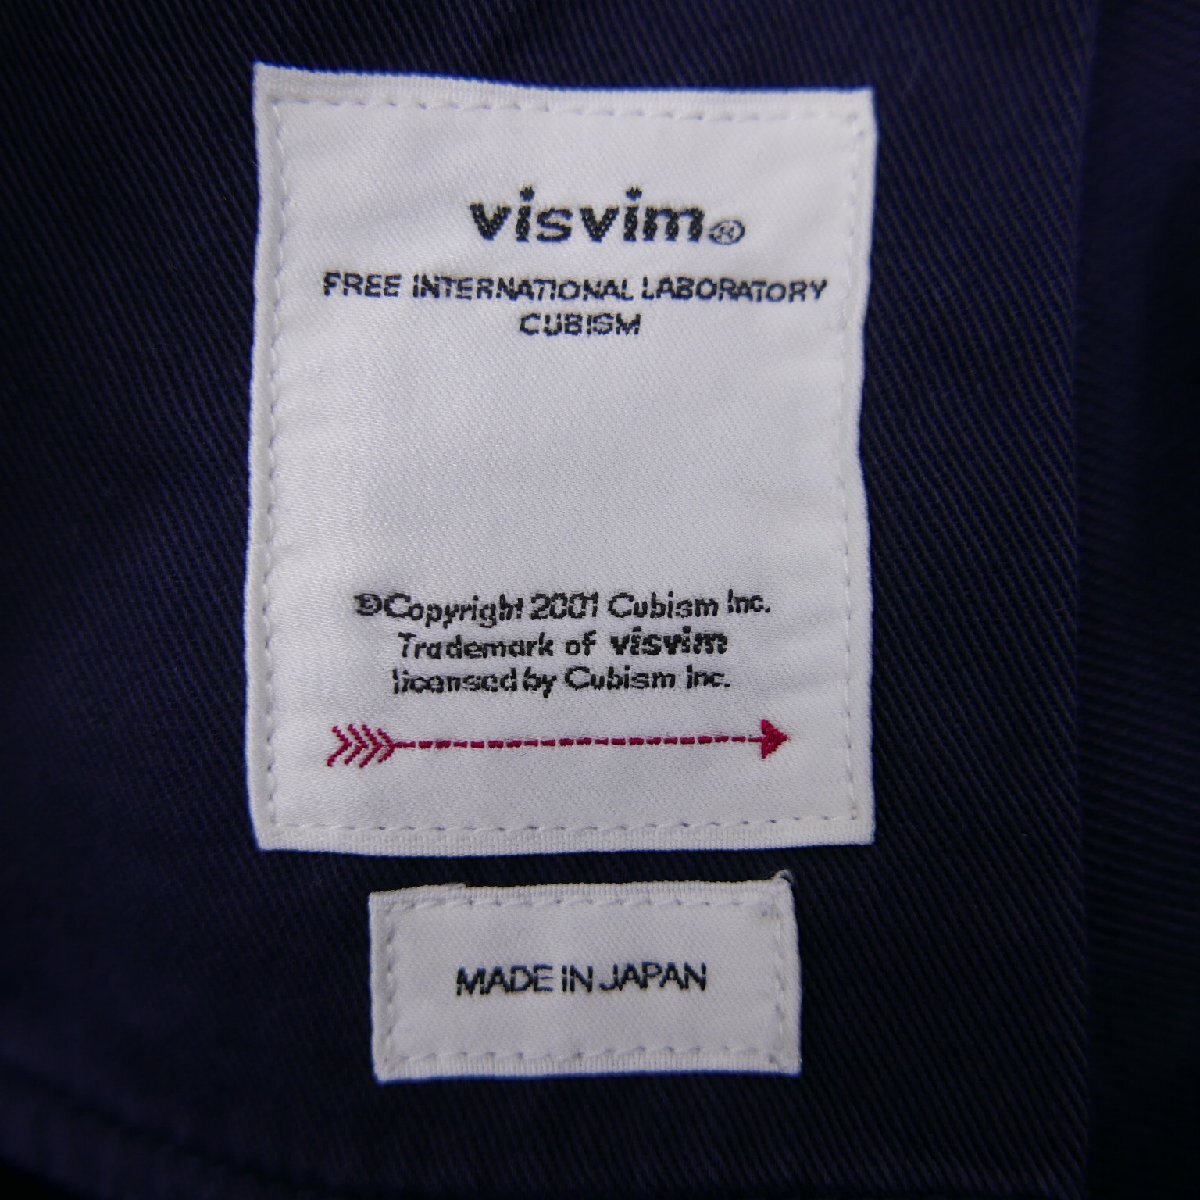 visvim®
FREE INTERNATIONAL LABORATORY
CUBISM
©Copyright 2001 Cubism Inc.
Trademark of visvim
licensed by Cubism Inc.
MADE IN JAPAN